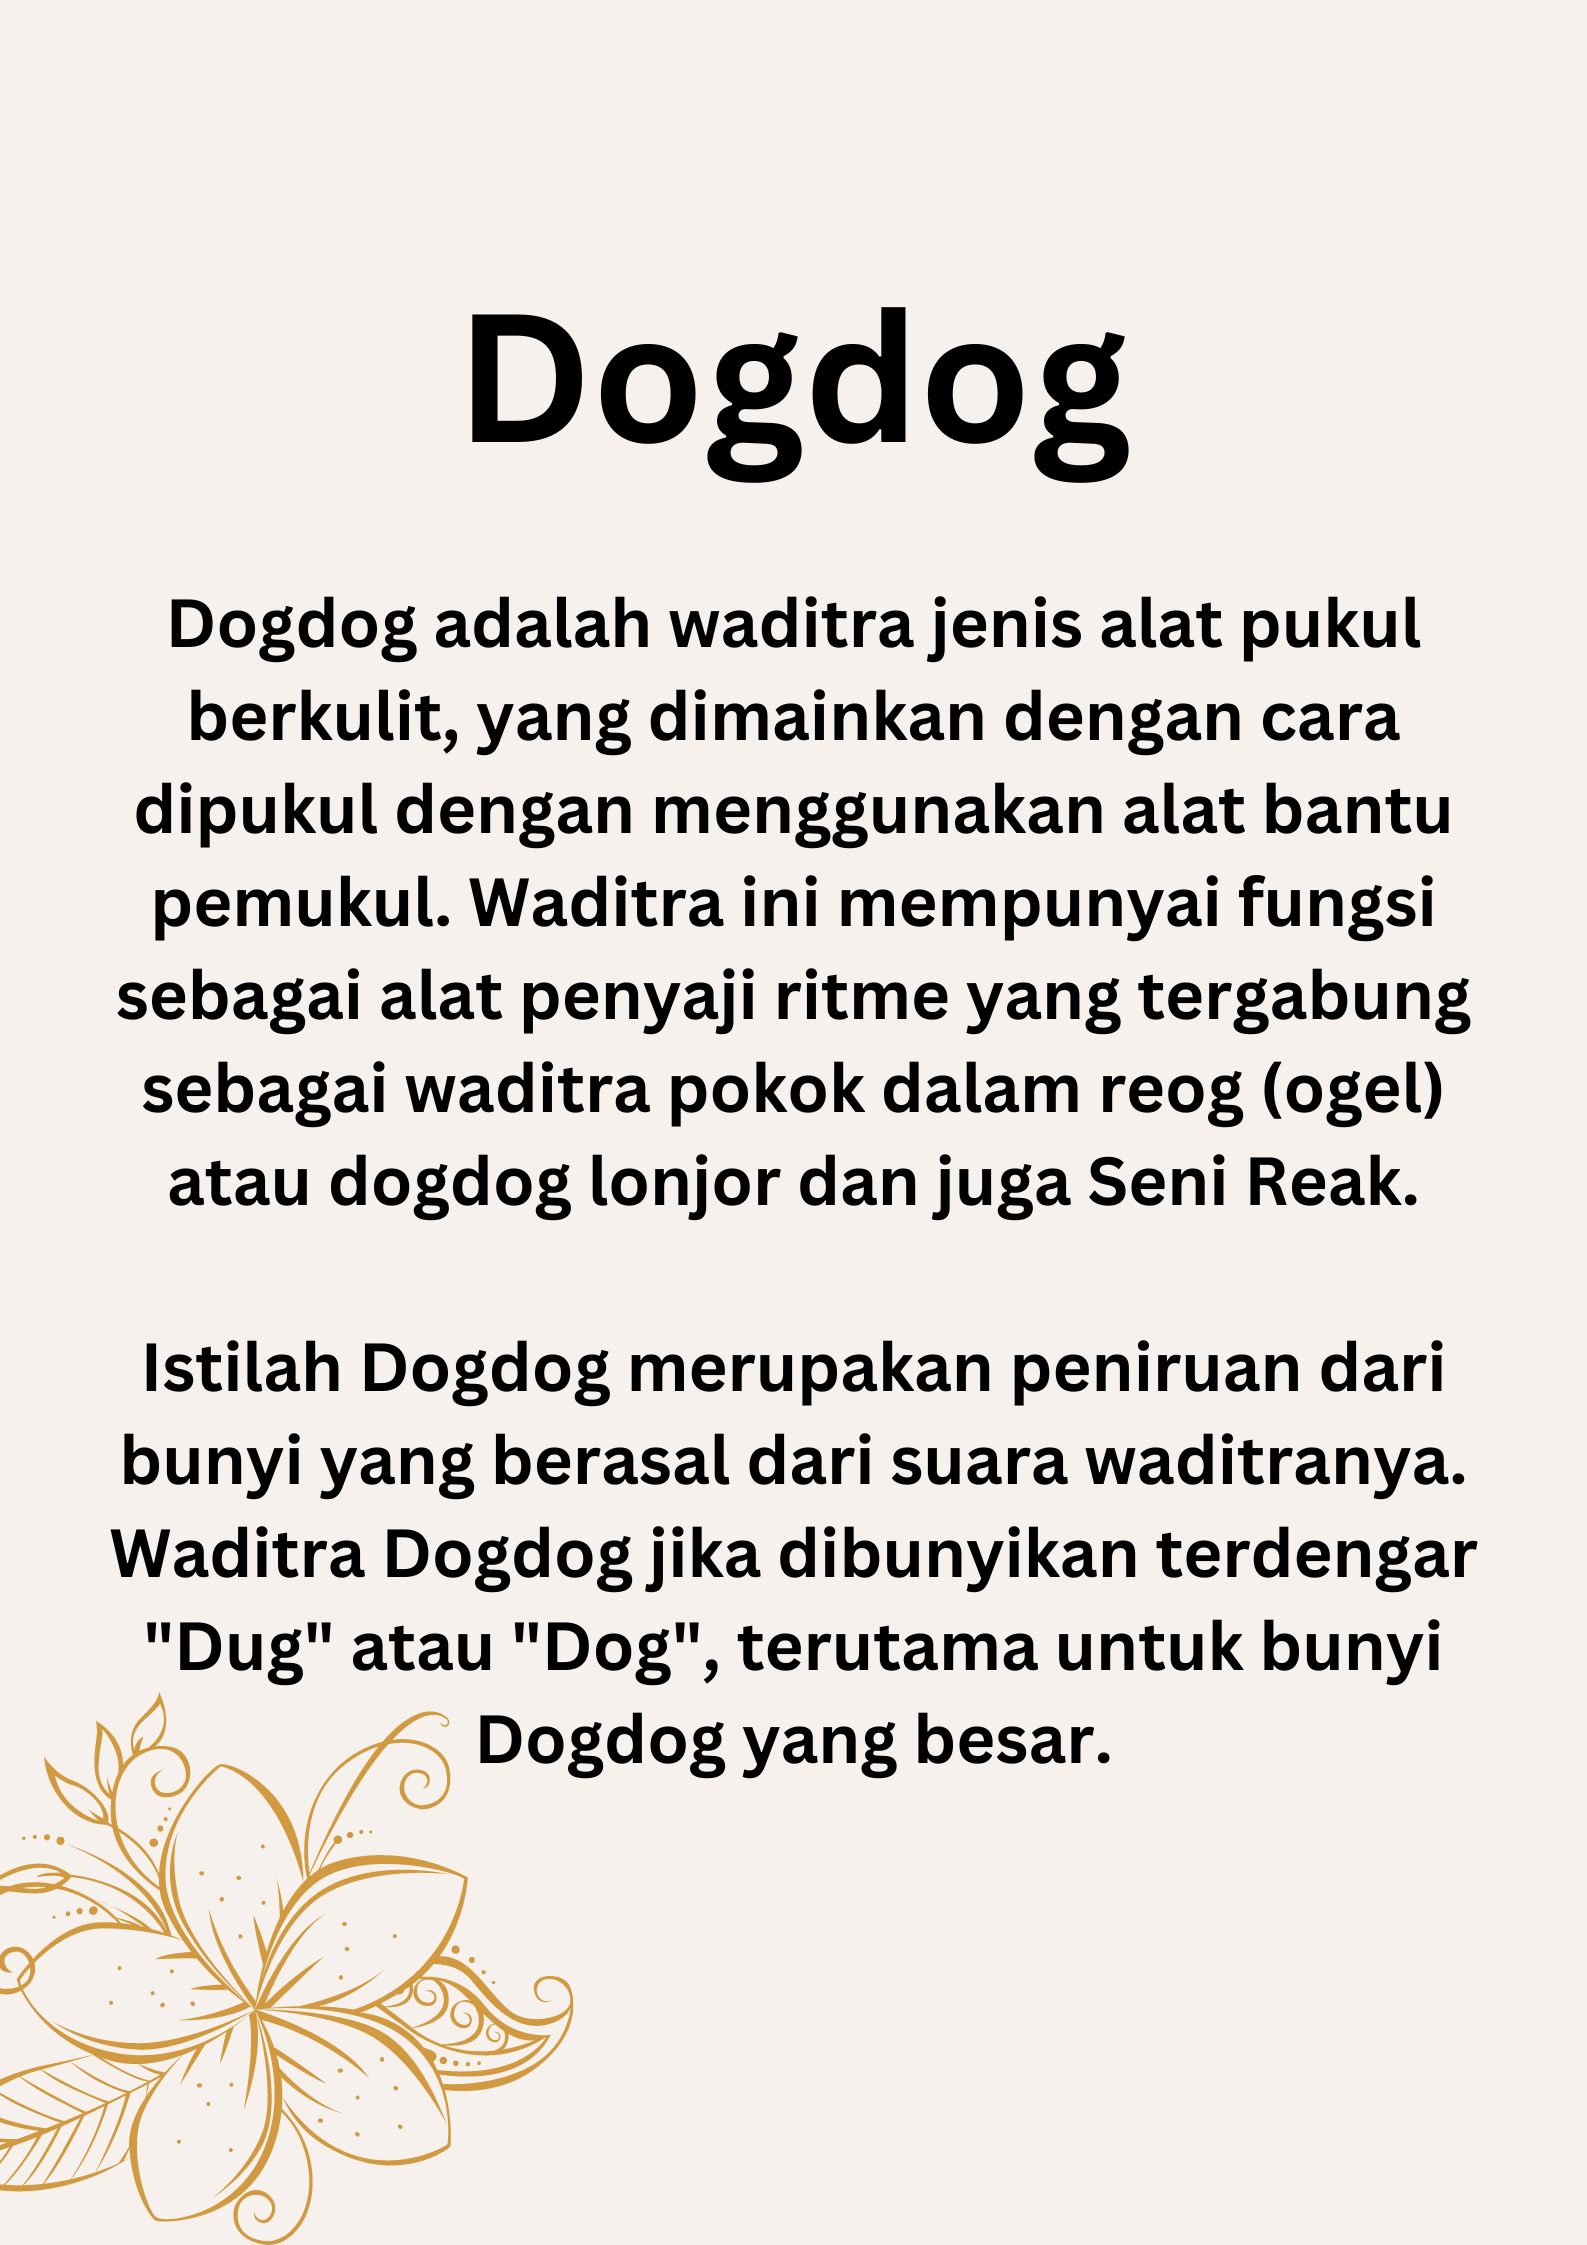 Dogdog
Dogdog adalah waditra jenis alat pukul
berkulit, yang dimainkan dengan cara
dipukul dengan menggunakan alat bantu
pemukul. Waditra ini mempunyai fungsi
sebagai alat penyaji ritme yang tergabung
sebagai waditra pokok dalam reog (ogel)
atau dogdog lonjor dan juga Seni Reak.
Istilah Dogdog merupakan peniruan dari
bunyi yang berasal dari suara waditranya.
Waditra Dogdog jika dibunyikan terdengar
"Dug" atau "Dog", terutama untuk bunyi
Dogdog yang besar.